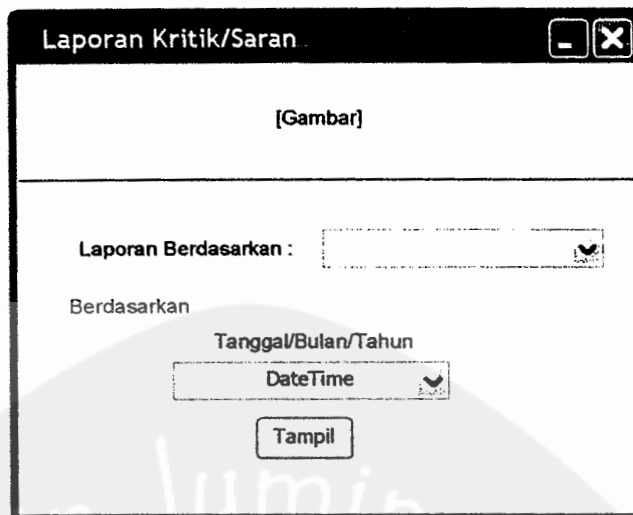 Laporan Kritik/Saran
[Gambar]
Laporan Berdasarkan :
Berdasarkan
Tanggal/Bulan/Tahun
DateTime
Tampil